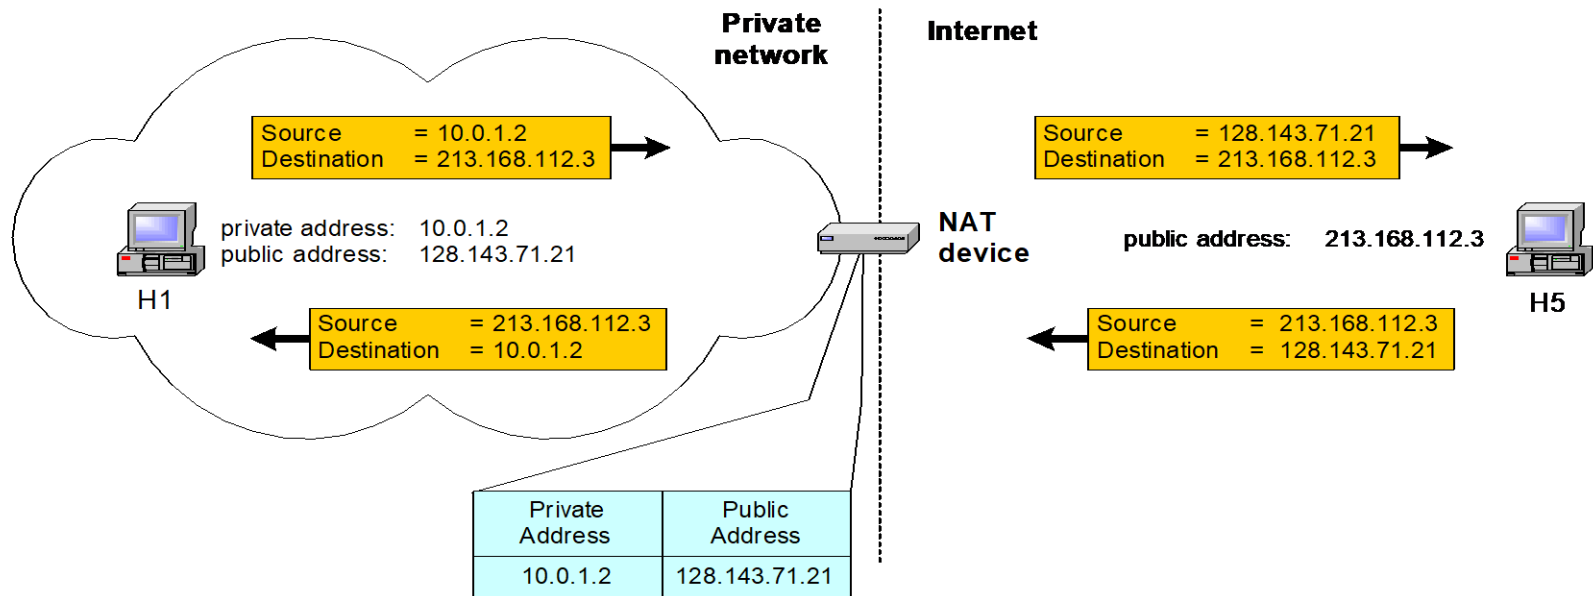 Private
network
Internet
Source = 10.0.1.2
Destination = 213.168.112.3
Source = 128.143.71.21
Destination = 213.168.112.3
private address: 10.0.1.2
public address: 128.143.71.21
H1
NAT
device
public address: 213.168.112.3
H5
Source = 213.168.112.3
Destination = 10.0.1.2
Source = 213.168.112.3
Destination = 128.143.71.21
Private
Address
Public
Address
10.0.1.2
128.143.71.21